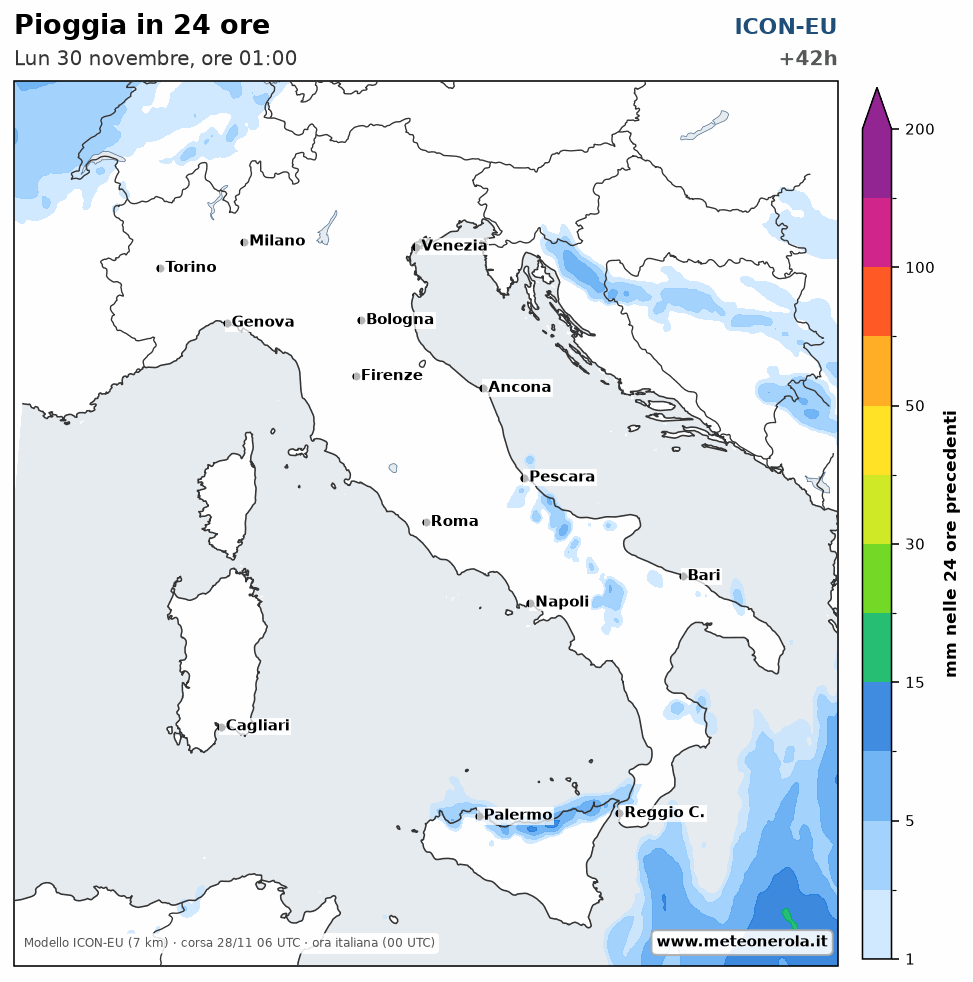 Pioggia in 24 ore
ICON-EU
Lun 30 novembre, ore 01:00
+42h
200
100
50
30
15
5
1
mm nelle 24 ore precedenti
Milano
Venezia
Torino
Genova
Bologna
Firenze
Ancona
Pescara
Roma
Bari
Napoli
Cagliari
Palermo
Reggio C.
Modello ICON-EU (7 km) · corsa 28/11 06 UTC · ora italiana (00 UTC)
www.meteonerola.it